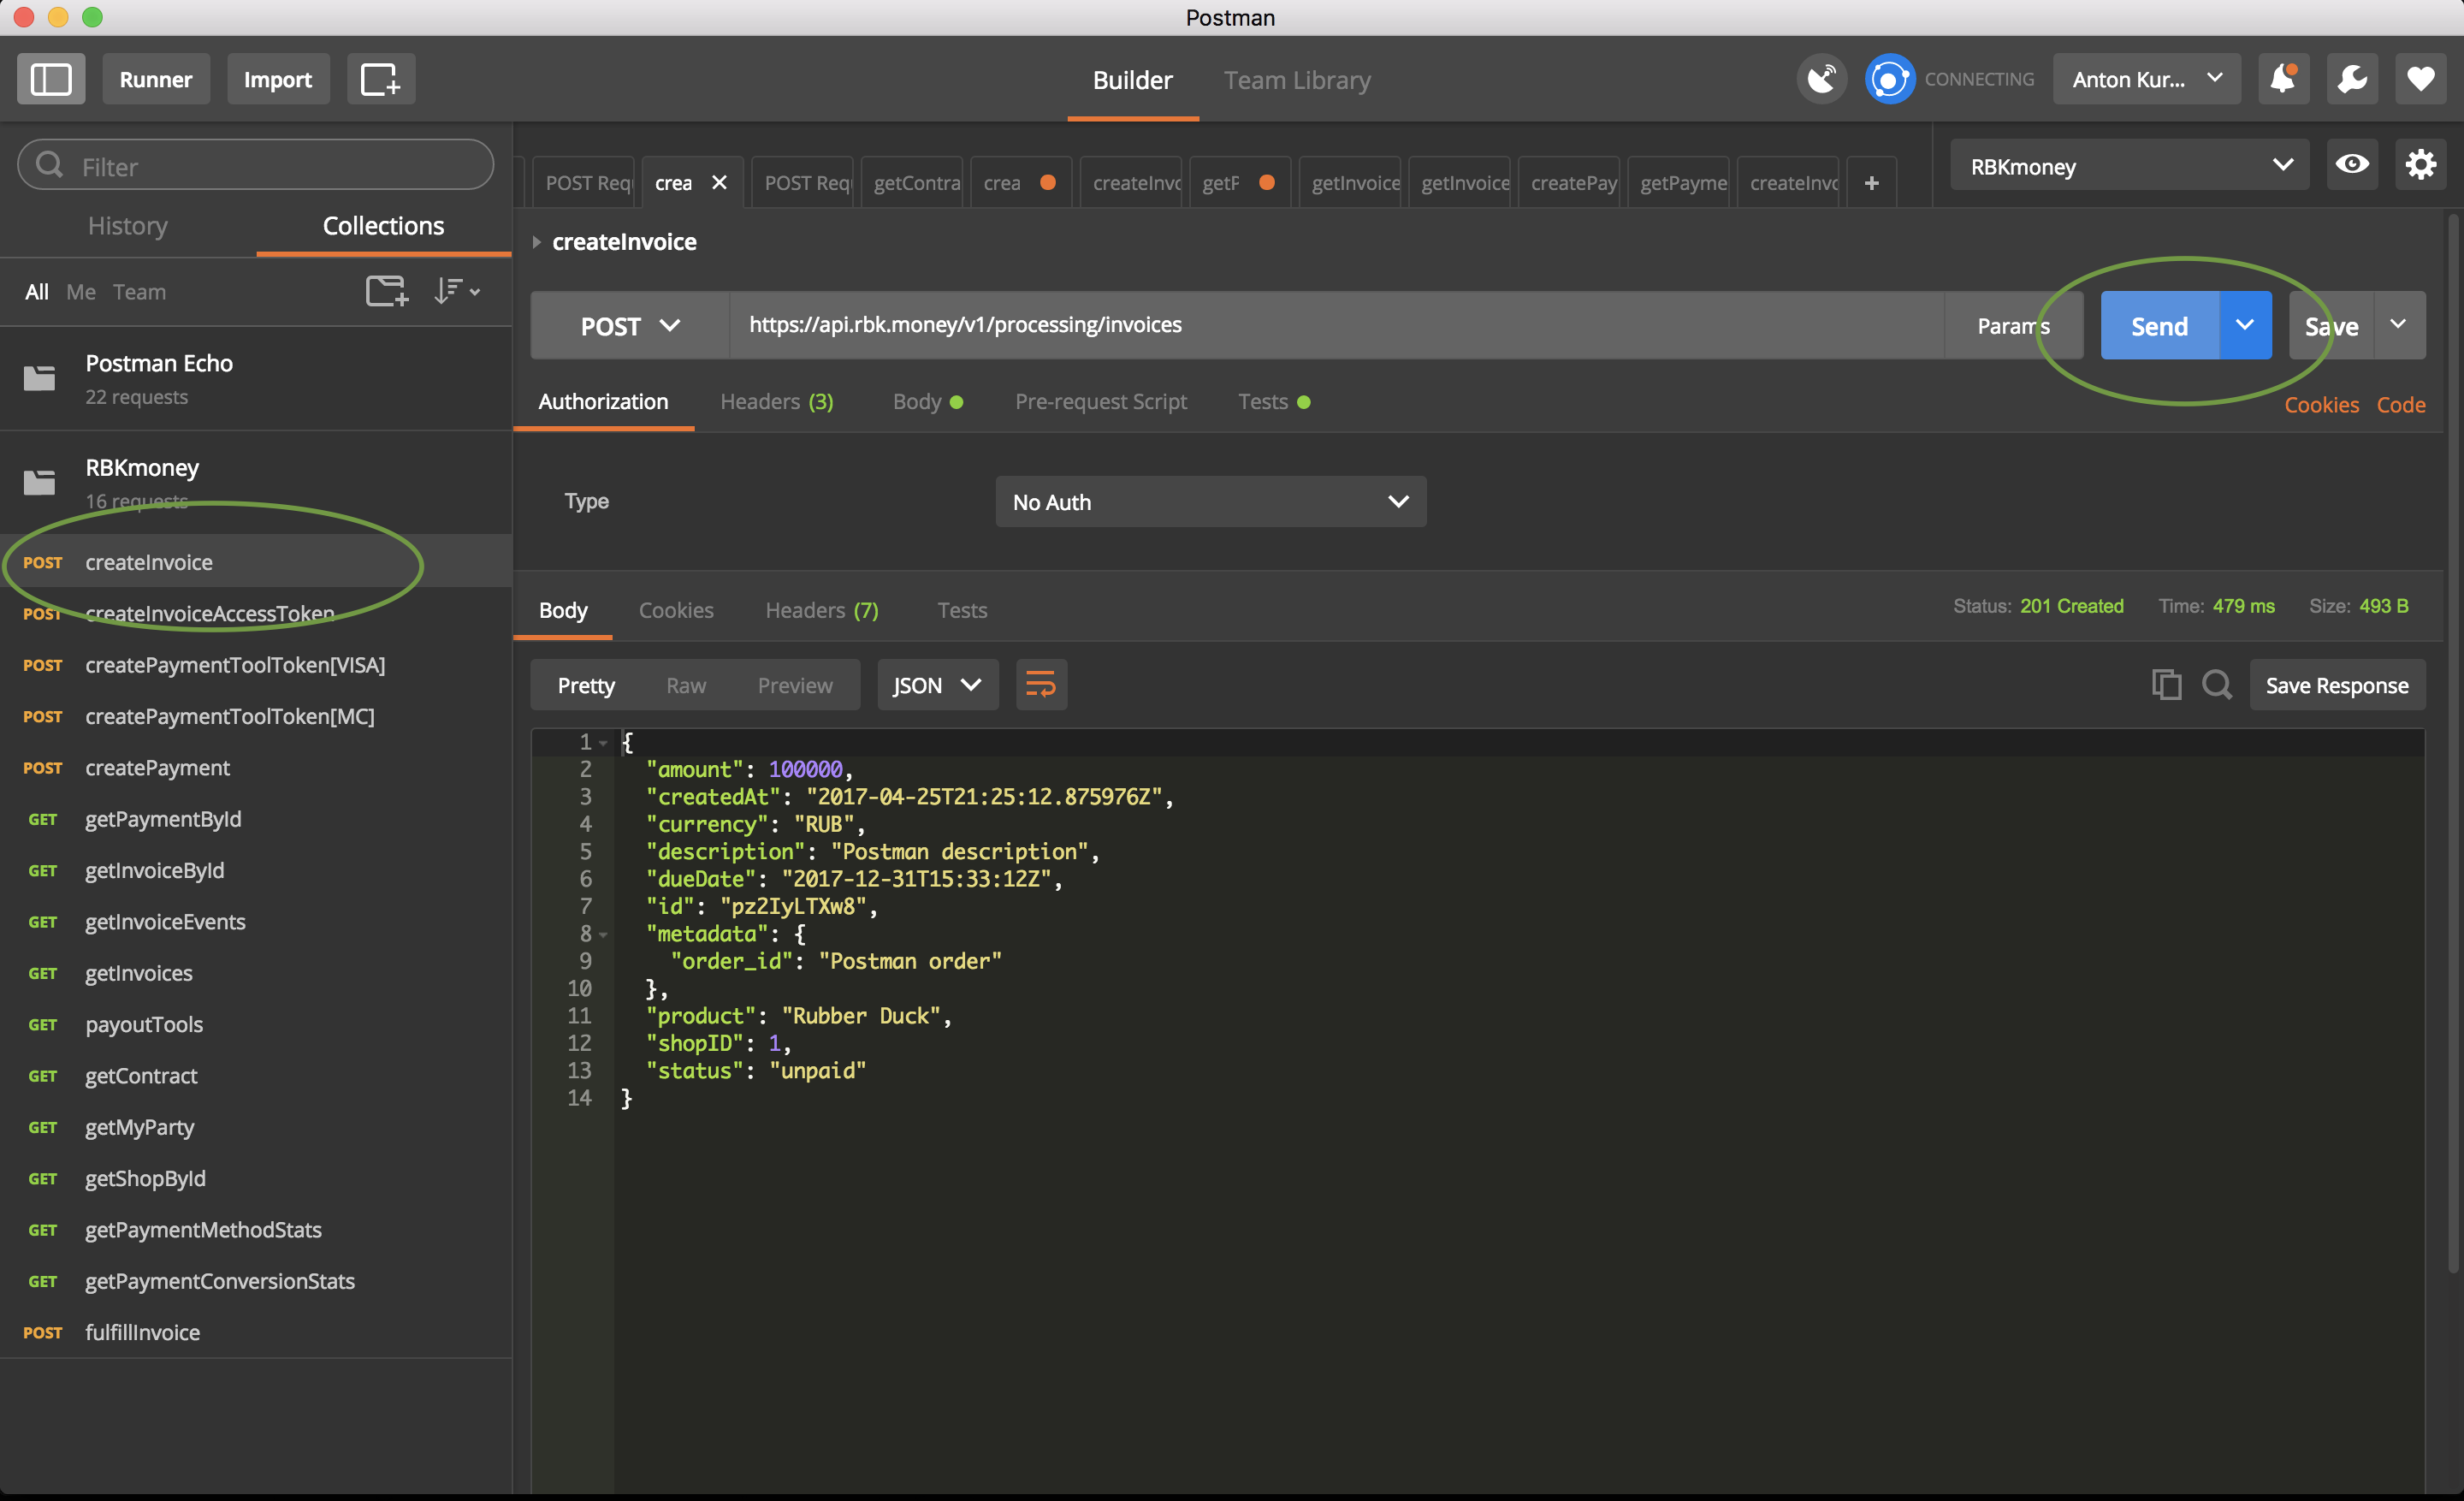 Postman
Runner
Import
Builder
Team Library
CONNECTING
Anton Kur...
Filter
History
Collections
All
Me
Team
Postman Echo
22 requests
RBKmoney
16 requests
POST createInvoice
POST createInvoiceAccessToken
POST createPaymentToolToken[VISA]
POST createPaymentToolToken[MC]
POST createPayment
GET getPaymentById
GET getInvoiceById
GET getInvoiceEvents
GET getInvoices
GET payoutTools
GET getContract
GET getMyParty
GET getShopById
GET getPaymentMethodStats
GET getPaymentConversionStats
POST fulfillInvoice
POST Requ
crea
POST Requ
getContra
crea
createInvo
getP
getInvoice
getInvoice
createPay
getPayme
createInvo
+
RBKmoney
createInvoice
POST
https://api.rbk.money/v1/processing/invoices
Params
Send
Save
Authorization
Headers (3)
Body
Pre-request Script
Tests
Cookies
Code
Type
No Auth
Body
Cookies
Headers (7)
Tests
Status: 201 Created
Time: 479 ms
Size: 493 B
Pretty
Raw
Preview
JSON
Save Response
1 {
2 "amount": 100000,
3 "createdAt": "2017-04-25T21:25:12.875976Z",
4 "currency": "RUB",
5 "description": "Postman description",
6 "dueDate": "2017-12-31T15:33:12Z",
7 "id": "pz2IyLTXw8",
8 "metadata": {
9 "order_id": "Postman order"
10 },
11 "product": "Rubber Duck",
12 "shopID": 1,
13 "status": "unpaid"
14 }